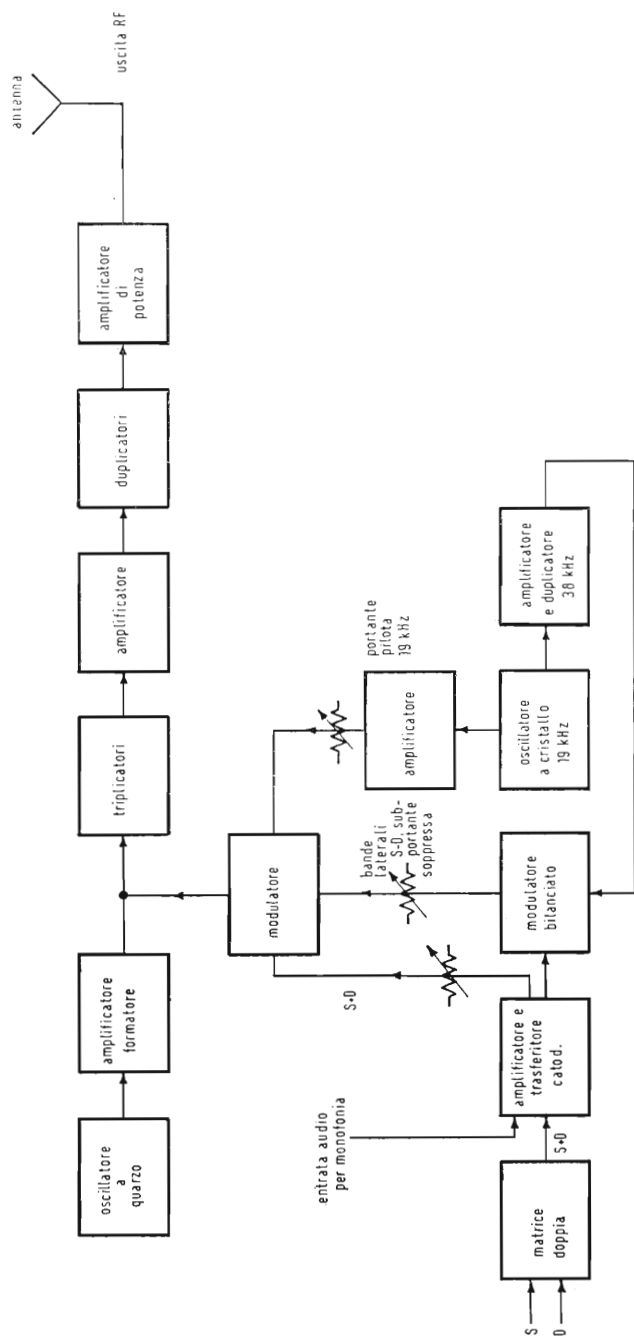 antenna
uscita RF
oscillatore
a
quarzo
amplificatore
formatore
triplicatori
amplificatore
duplicatori
amplificatore
di
potenza
modulatore
S+D
bande
laterali
S-D, sub-
portante
soppressa
portante
pilota
19 kHz
amplificatore
entrata audio
per monofonia
S
D
matrice
doppia
S+D
amplificatore e
trasferitore
catod.
modulatore
bilanciato
oscillatore
a cristallo
19 kHz
amplificatore
e duplicatore
38 kHz